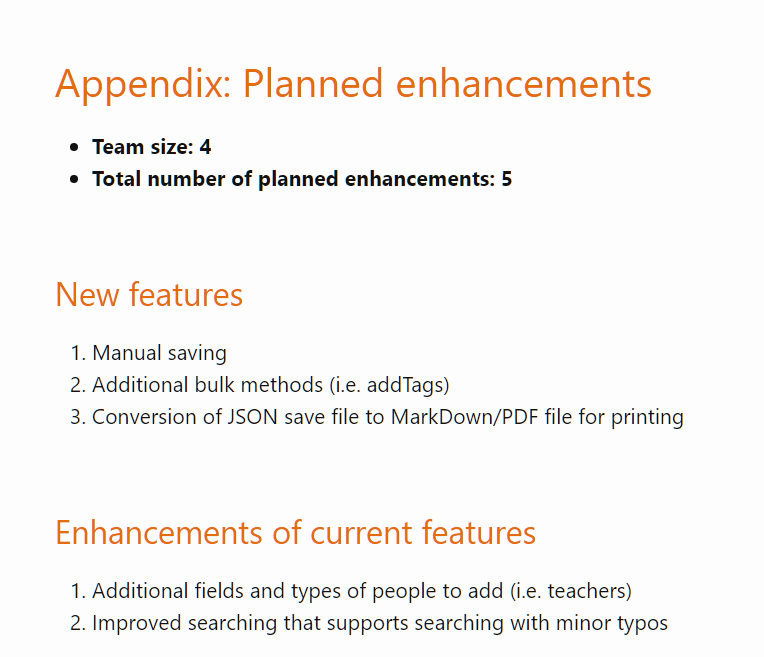 Appendix: Planned enhancements
• Team size: 4
• Total number of planned enhancements: 5
New features
1. Manual saving
2. Additional bulk methods (i.e. addTags)
3. Conversion of JSON save file to MarkDown/PDF file for printing
Enhancements of current features
1. Additional fields and types of people to add (i.e. teachers)
2. Improved searching that supports searching with minor typos